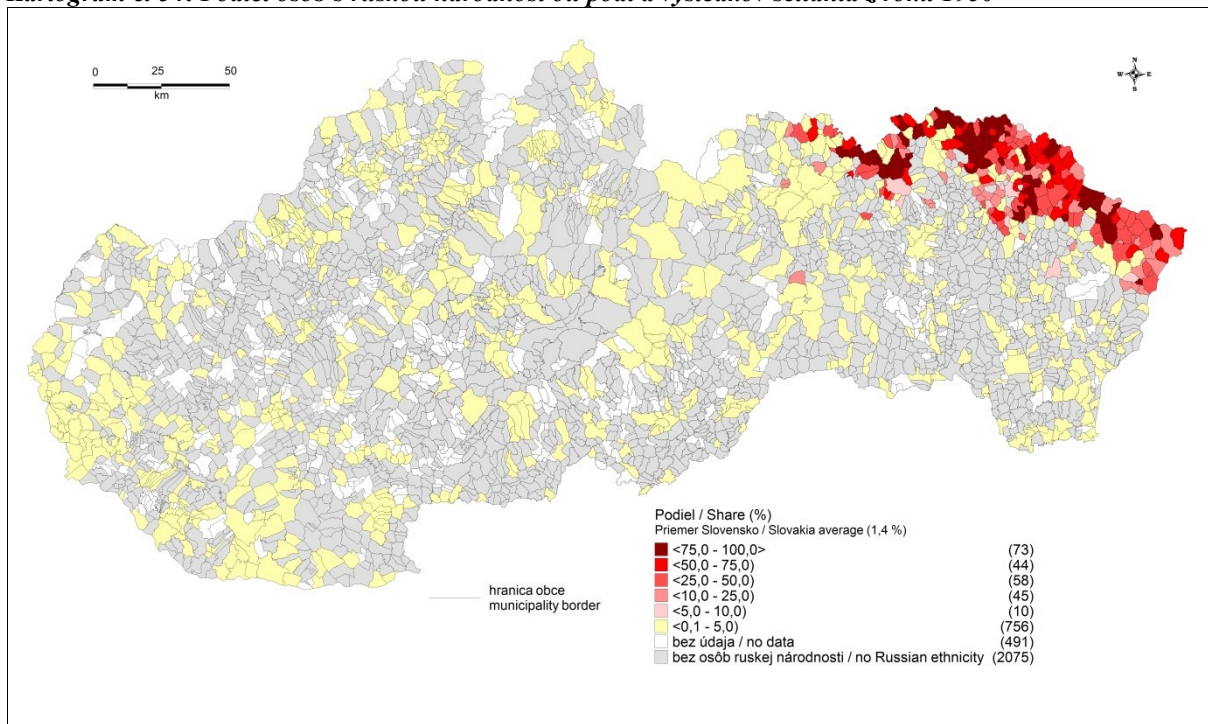 0 25 50
km
N
W E
S
Podiel / Share (%)
Priemer Slovensko / Slovakia average (1,4 %)
<75,0 - 100,0> (73)
<50,0 - 75,0) (44)
<25,0 - 50,0) (58)
<10,0 - 25,0) (45)
<5,0 - 10,0) (10)
<0,1 - 5,0) (756)
bez údaja / no data (491)
bez osôb ruskej národnosti / no Russian ethnicity (2075)
hranica obce
municipality border